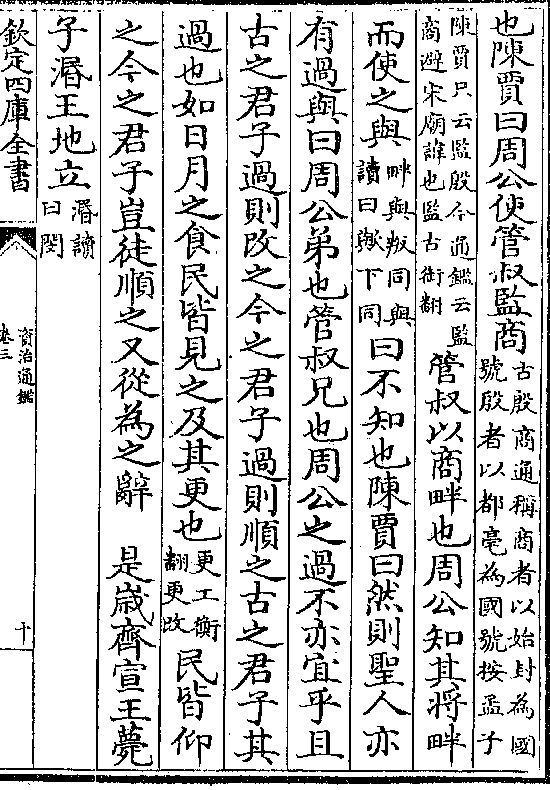 也陳賈曰周公使管叔監商古殷商通稱商者以始封為國號殷者以都亳為國號按孟子
陳賈只云監殷今通鑑云監商避宋廟諱也監古銜翻管叔以商畔也周公知其將畔
而使之與畔與叛同與讀曰歟下同曰不知也陳賈曰然則聖人亦
有過與曰周公弟也管叔兄也周公之過不亦宜乎且
古之君子過則改之今之君子過則順之古之君子其
過也如日月之食民皆見之及其更也更工衡翻更改民皆仰
之今之君子豈徒順之又從為之辭　是歲齊宣王薨
子湣王地立湣讀曰閔
欽定四庫全書
資治通鑑
卷三
十